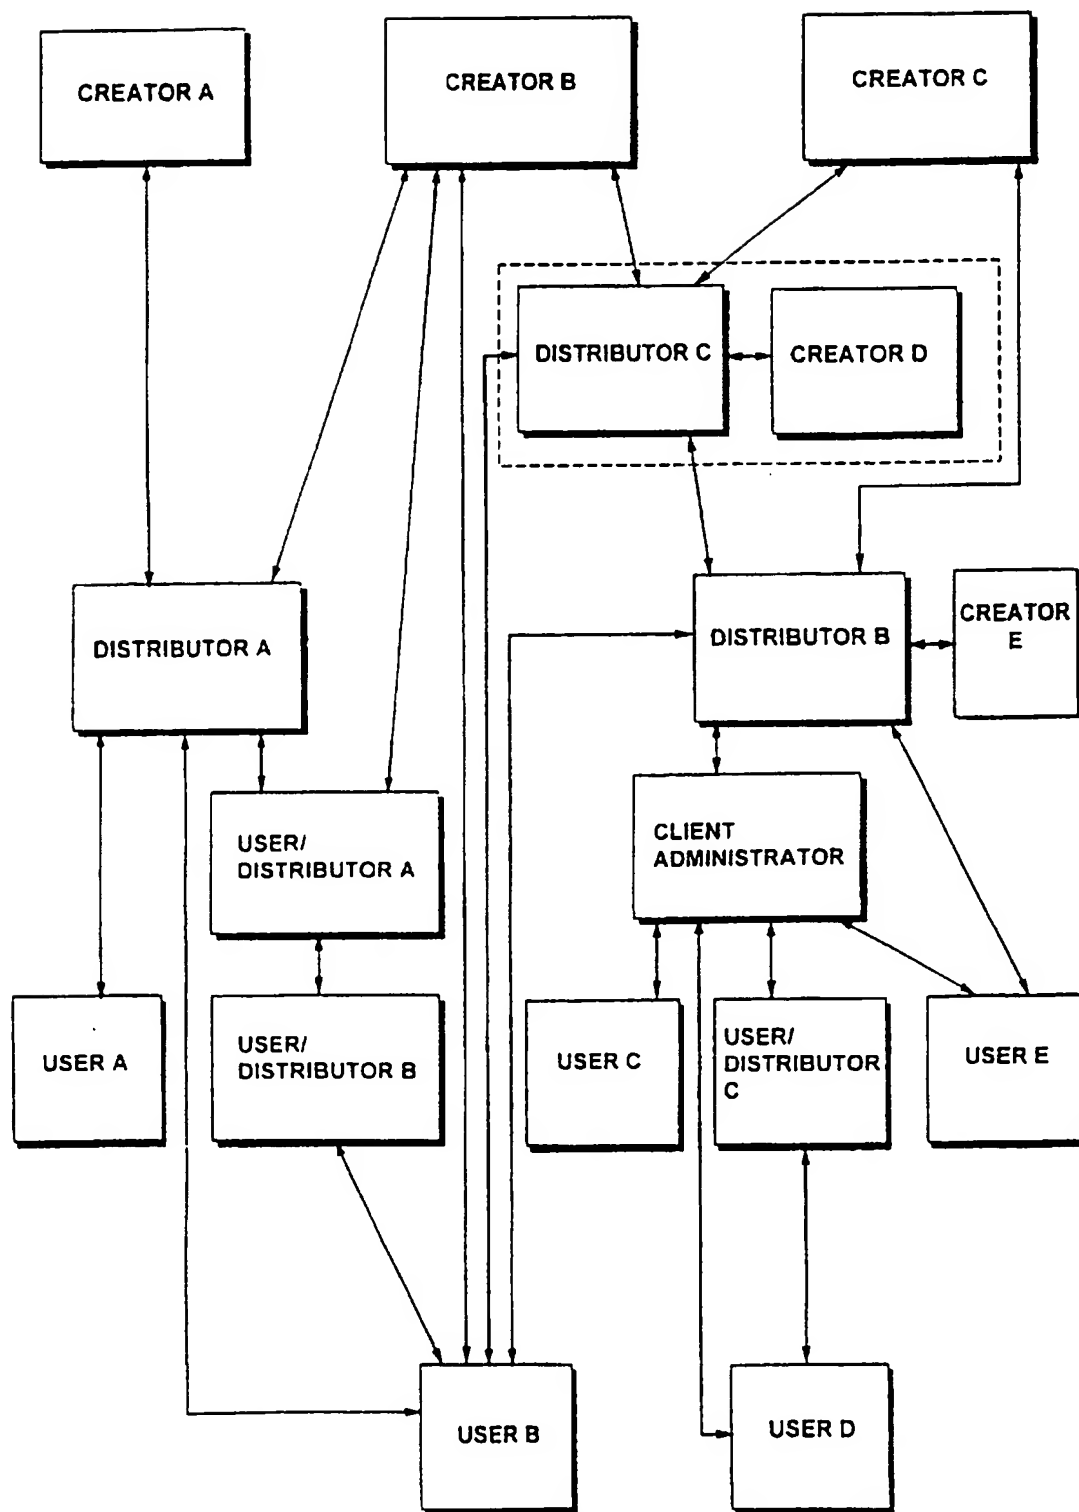 CREATOR A
CREATOR B
CREATOR C
DISTRIBUTOR C
CREATOR D
DISTRIBUTOR A
DISTRIBUTOR B
CREATOR
E
USER/
DISTRIBUTOR A
CLIENT
ADMINISTRATOR
USER A
USER/
DISTRIBUTOR B
USER C
USER/
DISTRIBUTOR
C
USER E
USER B
USER D